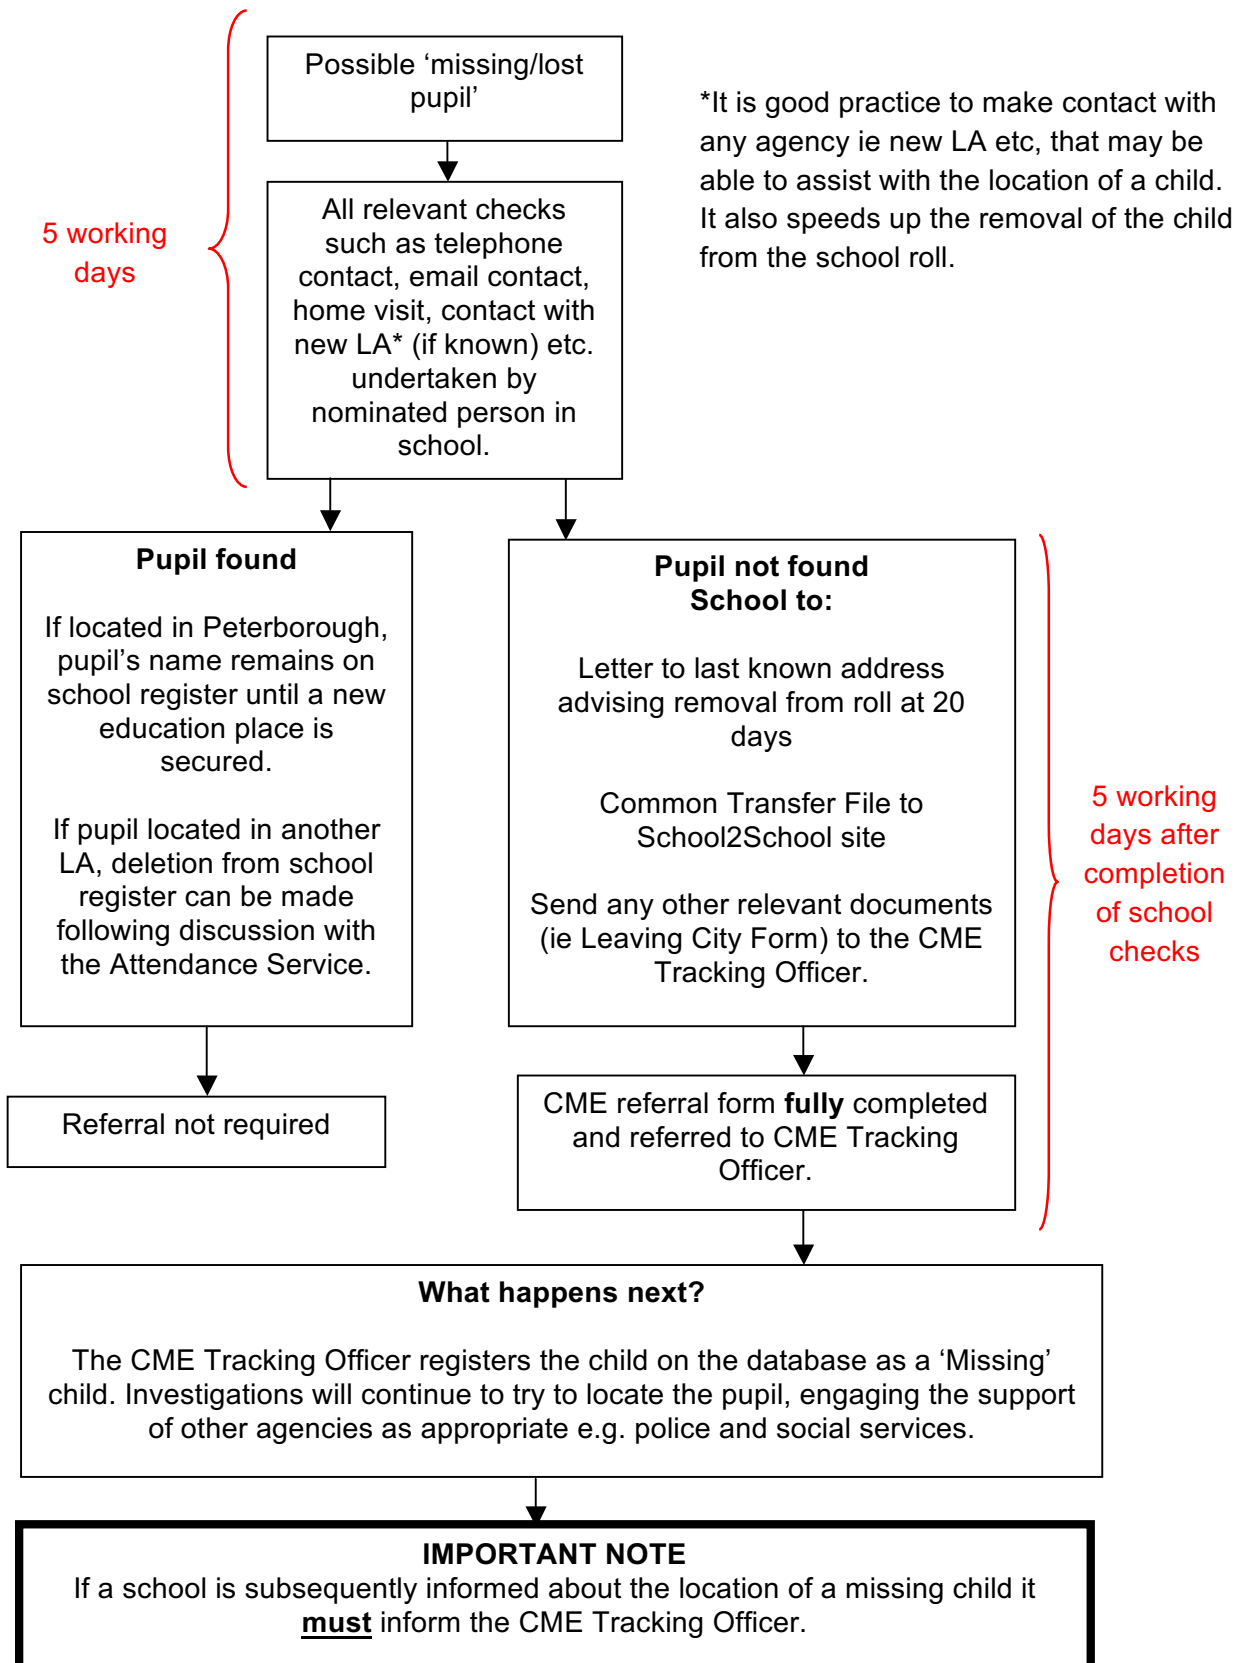 Possible ‘missing/lost
pupil’
*It is good practice to make contact with
any agency ie new LA etc, that may be
able to assist with the location of a child.
It also speeds up the removal of the child
from the school roll.
5 working
days
All relevant checks
such as telephone
contact, email contact,
home visit, contact with
new LA* (if known) etc.
undertaken by
nominated person in
school.
Pupil found
If located in Peterborough,
pupil’s name remains on
school register until a new
education place is
secured.
If pupil located in another
LA, deletion from school
register can be made
following discussion with
the Attendance Service.
Referral not required
Pupil not found
School to:
Letter to last known address
advising removal from roll at 20
days
Common Transfer File to
School2School site
Send any other relevant documents
(ie Leaving City Form) to the CME
Tracking Officer.
CME referral form fully completed
and referred to CME Tracking
Officer.
5 working
days after
completion
of school
checks
What happens next?
The CME Tracking Officer registers the child on the database as a ‘Missing’
child. Investigations will continue to try to locate the pupil, engaging the support
of other agencies as appropriate e.g. police and social services.
IMPORTANT NOTE
If a school is subsequently informed about the location of a missing child it
must inform the CME Tracking Officer.